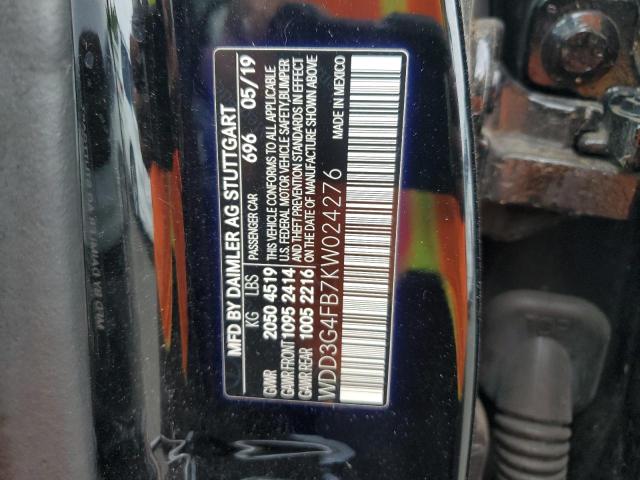 MFD BY DAIMLER AG STUTTGART
KG LBS PASSENGER CAR 696 05/19
GVWR 2050 4519 THIS VEHICLE CONFORMS TO ALL APPLICABLE
GAWR FRONT 1095 2414 U.S. FEDERAL MOTOR VEHICLE SAFETY,BUMPER
GAWR REAR 1005 2216 AND THEFT PREVENTION STANDARDS IN EFFECT
ON THE DATE OF MANUFACTURE SHOWN ABOVE
WDD3G4FB7KW024276 MADE IN MEXICO
TOP